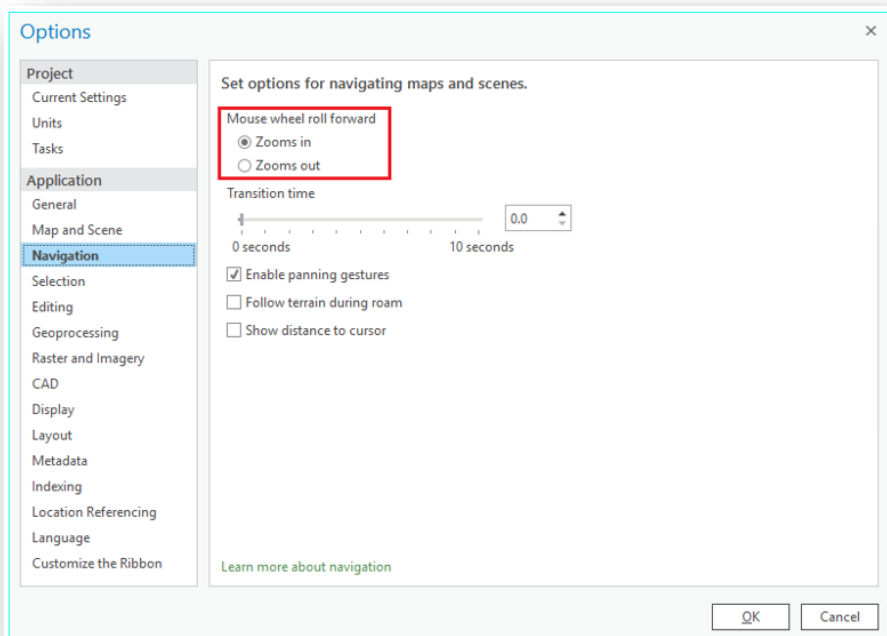 Options
Project
Current Settings
Units
Tasks
Application
General
Map and Scene
Navigation
Selection
Editing
Geoprocessing
Raster and Imagery
CAD
Display
Layout
Metadata
Indexing
Location Referencing
Language
Customize the Ribbon
Set options for navigating maps and scenes.
Mouse wheel roll forward
Zooms in
Zooms out
Transition time
0.0
0 seconds 10 seconds
Enable panning gestures
Follow terrain during roam
Show distance to cursor
Learn more about navigation
OK Cancel